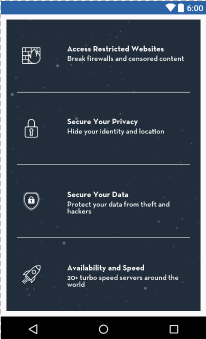 6:00
Access Restricted Websites
Break firewalls and censored content
Secure Your Privacy
Hide your identity and location
Secure Your Data
Protect your data from theft and
hackers
Availability and Speed
20+ turbo speed servers around the
world